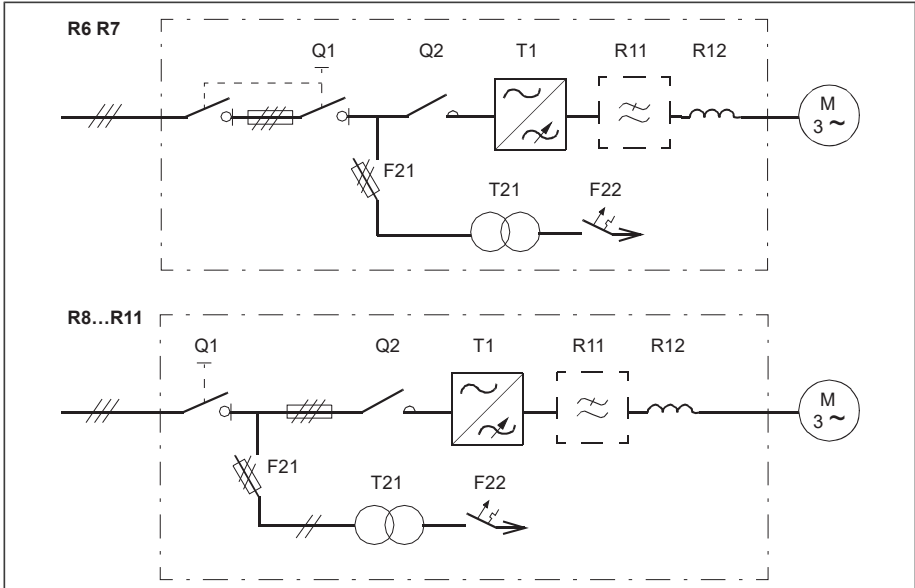 R6 R7
Q1 Q2 T1 R11 R12
M
3 ~
F21
T21 F22
R8...R11
Q1 Q2 T1 R11 R12
M
3 ~
F21
T21 F22